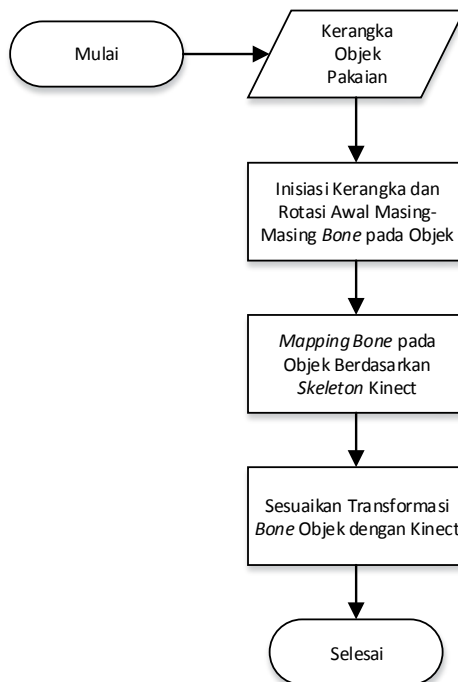 Mulai
Kerangka
Objek
Pakaian
Inisiasi Kerangka dan
Rotasi Awal Masing-
Masing Bone pada Objek
Mapping Bone pada
Objek Berdasarkan
Skeleton Kinect
Sesuaikan Transformasi
Bone Objek dengan Kinect
Selesai